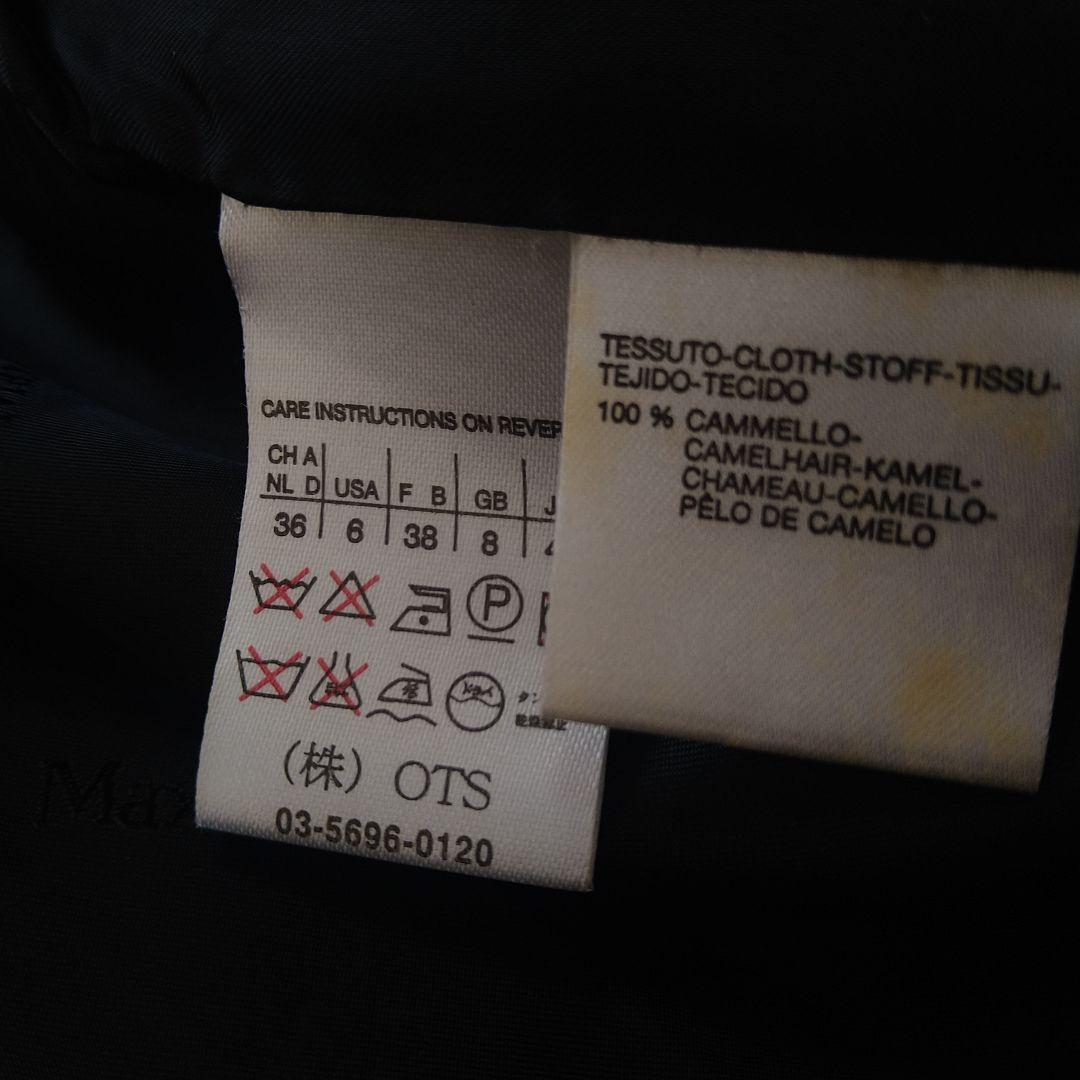 CARE INSTRUCTIONS ON
CH A
NL D USA F B GB J
36 6 38 8
P
(株) OTS
03-5696-0120
TESSUTO-CLOTH-STOFF-TISSU-
TEJIDO-TECIDO
100 % CAMMELLO-
CAMELHAIR-KAMEL-
CHAMEAU-CAMELLO-
PÊLO DE CAMELO
Max